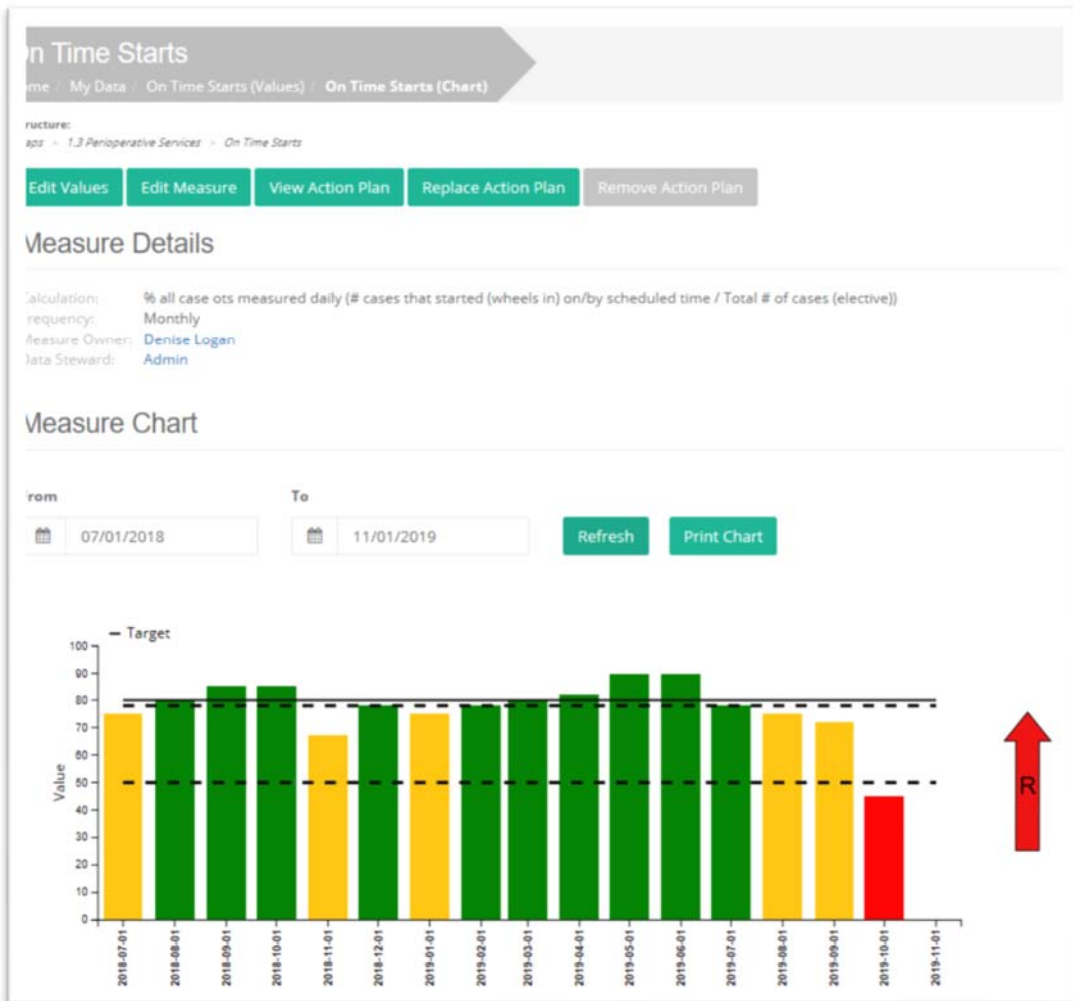 n Time Starts
me / My Data / On Time Starts (Values) / On Time Starts (Chart)
ructure:
aps > 1.3 Perioperative Services > On Time Starts
Edit Values Edit Measure View Action Plan Replace Action Plan Remove Action Plan
Measure Details
alculation: % all case ots measured daily (# cases that started (wheels in) on/by scheduled time / Total # of cases (elective))
requency: Monthly
Measure Owner: Denise Logan
ata Steward: Admin
Measure Chart
rom To
07/01/2018 11/01/2019 Refresh Print Chart
Target
100
90
80
70
60
50
40
30
20
10
0
Value
R
2018-07-01 2018-08-01 2018-09-01 2018-10-01 2018-11-01 2018-12-01 2019-01-01 2019-02-01 2019-03-01 2019-04-01 2019-05-01 2019-06-01 2019-07-01 2019-08-01 2019-09-01 2019-10-01 2019-11-01